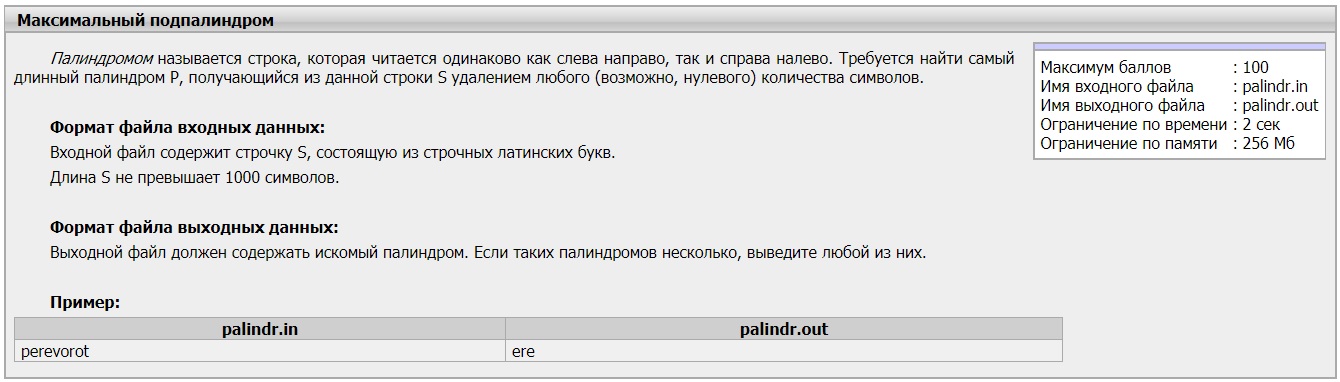 Максимальный подпалиндром
Палиндромом называется строка, которая читается одинаково как слева направо, так и справа налево. Требуется найти самый
длинный палиндром P, получающийся из данной строки S удалением любого (возможно, нулевого) количества символов.
Максимум баллов : 100
Имя входного файла : palindr.in
Имя выходного файла : palindr.out
Ограничение по времени : 2 сек
Ограничение по памяти : 256 Мб
Формат файла входных данных:
Входной файл содержит строчку S, состоящую из строчных латинских букв.
Длина S не превышает 1000 символов.
Формат файла выходных данных:
Выходной файл должен содержать искомый палиндром. Если таких палиндромов несколько, выведите любой из них.
Пример:
palindr.in palindr.out
perevorot ere